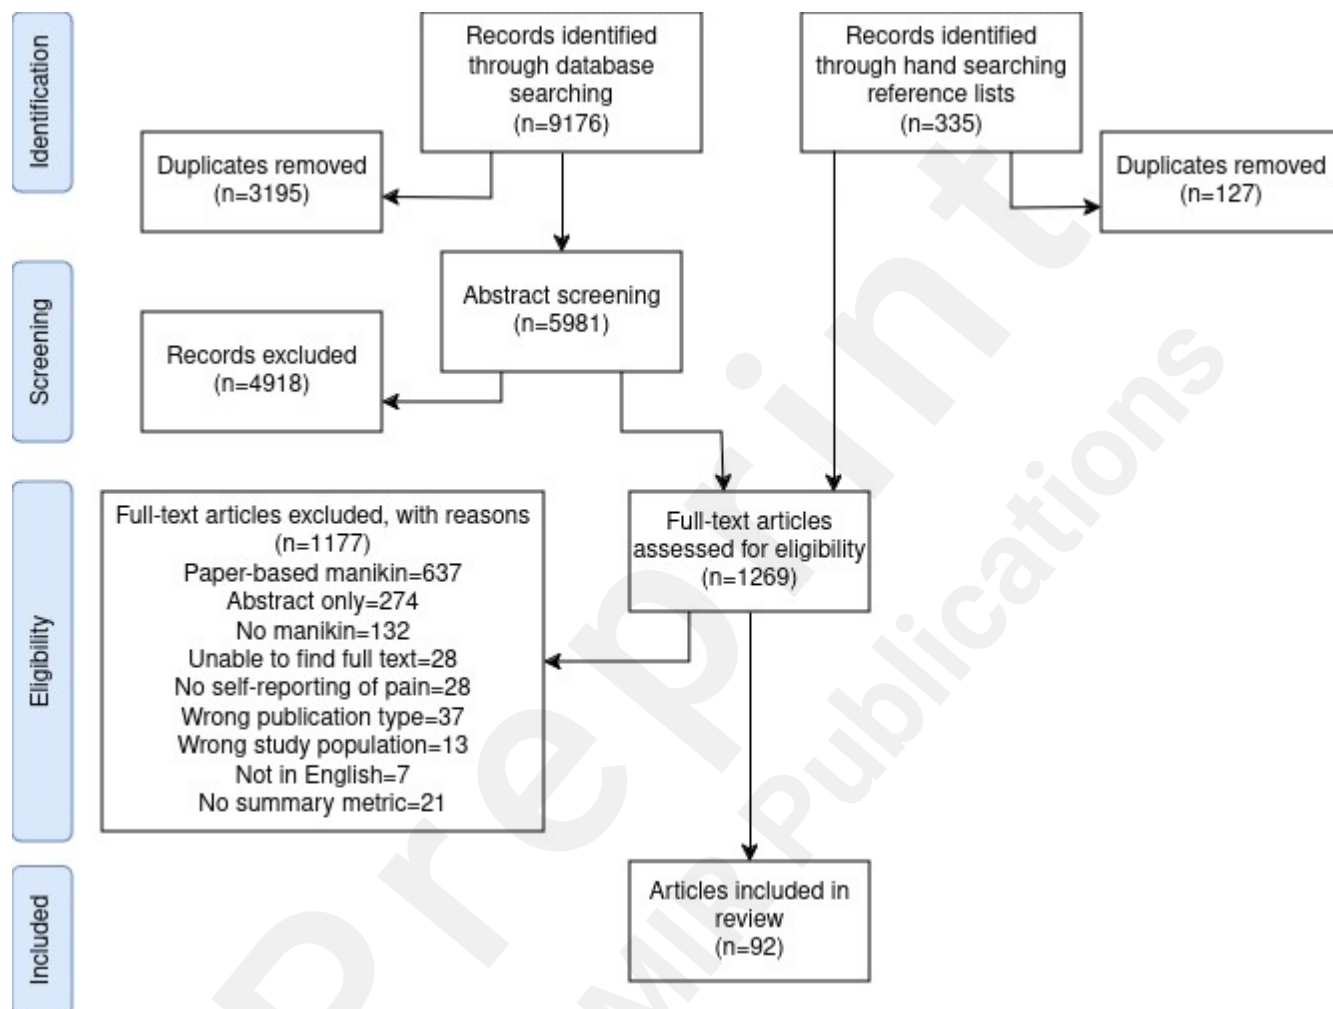 Identification
Records identified
through database
searching
(n=9176)
Records identified
through hand searching
reference lists
(n=335)
Duplicates removed
(n=3195)
Duplicates removed
(n=127)
Screening
Abstract screening
(n=5981)
Records excluded
(n=4918)
Eligibility
Full-text articles excluded, with reasons
(n=1177)
Paper-based manikin=637
Abstract only=274
No manikin=132
Unable to find full text=28
No self-reporting of pain=28
Wrong publication type=37
Wrong study population=13
Not in English=7
No summary metric=21
Full-text articles
assessed for eligibility
(n=1269)
Included
Articles included in
review
(n=92)
Preprint
JMIR Publications